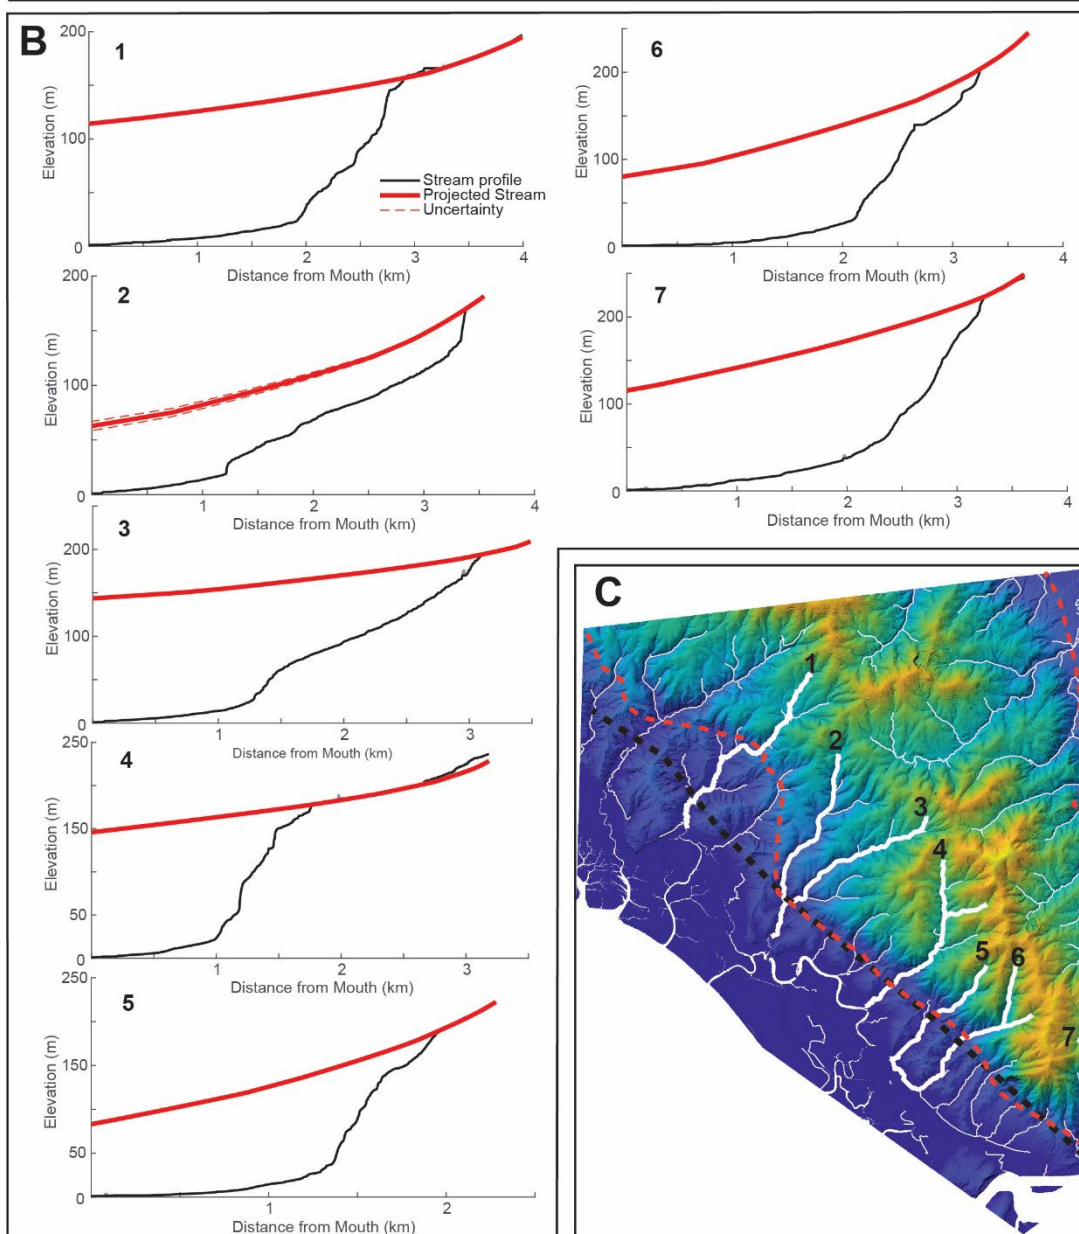 B
1
200
100
0
Elevation (m)
Stream profile
Projected Stream
Uncertainty
1 2 3 4
Distance from Mouth (km)
6
200
100
0
Elevation (m)
1 2 3 4
Distance from Mouth (km)
2
200
100
0
Elevation (m)
1 2 3 4
Distance from Mouth (km)
7
200
100
0
Elevation (m)
1 2 3 4
Distance from Mouth (km)
3
200
100
0
Elevation (m)
1 2 3
Distance from Mouth (km)
4
250
150
50
0
Elevation (m)
1 2 3
Distance from Mouth (km)
5
250
150
50
0
Elevation (m)
1 2
Distance from Mouth (km)
C
1
2
3
4
5
6
7